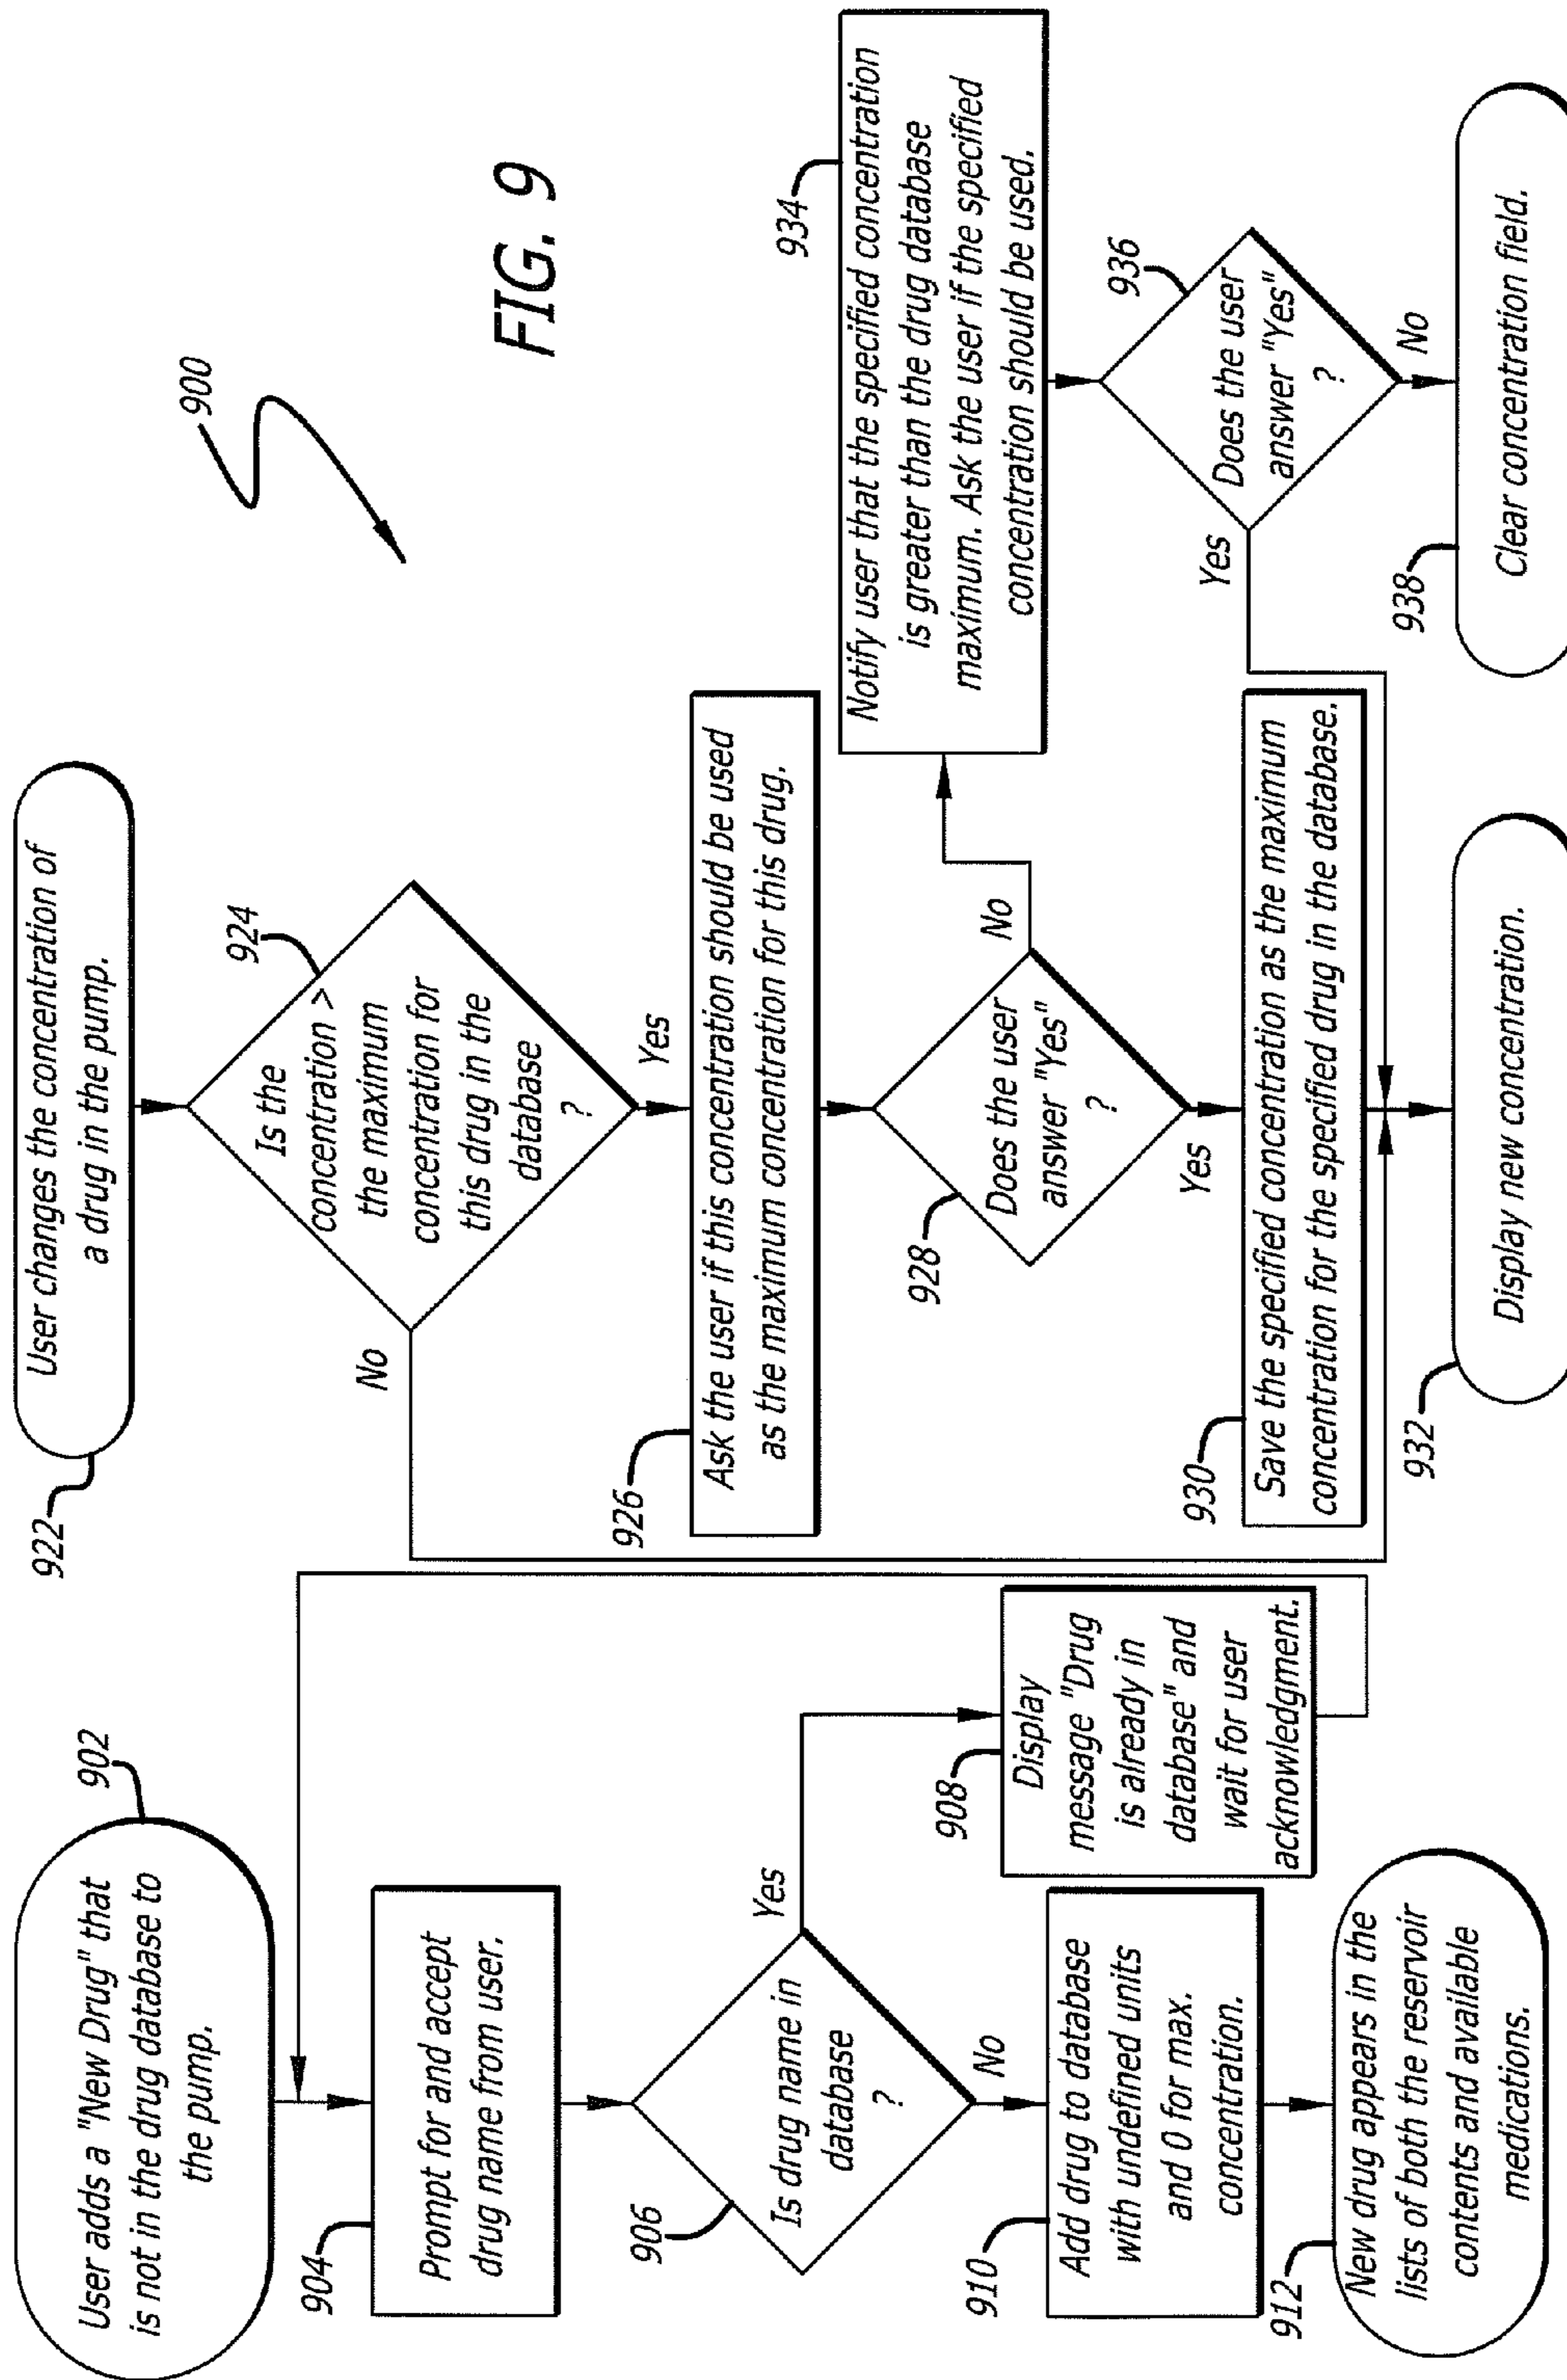 900
FIG. 9
902
User adds a "New Drug" that
is not in the drug database to
the pump.
904
Prompt for and accept
drug name from user.
906
Is drug name in
database
?
Yes
No
908
Display
message "Drug
is already in
database" and
wait for user
acknowledgment.
910
Add drug to database
with undefined units
and 0 for max.
concentration.
912
New drug appears in the
lists of both the reservoir
contents and available
medications.
922
User changes the concentration of
a drug in the pump.
924
Is the
concentration >
the maximum
concentration for
this drug in the
database
?
No
Yes
926
Ask the user if this concentration should be used
as the maximum concentration for this drug.
928
Does the user
answer "Yes"
?
No
Yes
930
Save the specified concentration as the maximum
concentration for the specified drug in the database.
932
Display new concentration.
934
Notify user that the specified concentration
is greater than the drug database
maximum. Ask the user if the specified
concentration should be used.
936
Does the user
answer "Yes"
?
Yes
No
938
Clear concentration field.